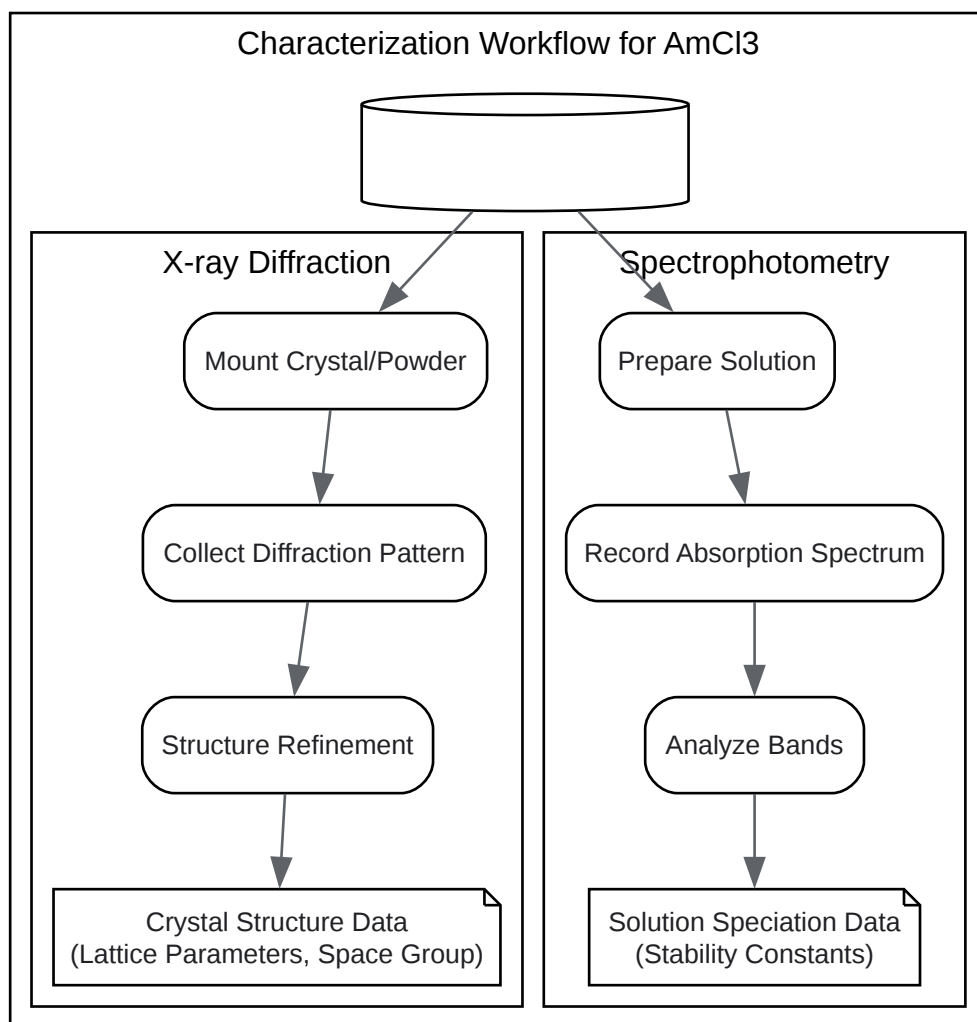 Characterization Workflow for AmCl3
X-ray Diffraction
Mount Crystal/Powder
Collect Diffraction Pattern
Structure Refinement
Crystal Structure Data
(Lattice Parameters, Space Group)
Spectrophotometry
Prepare Solution
Record Absorption Spectrum
Analyze Bands
Solution Speciation Data
(Stability Constants)